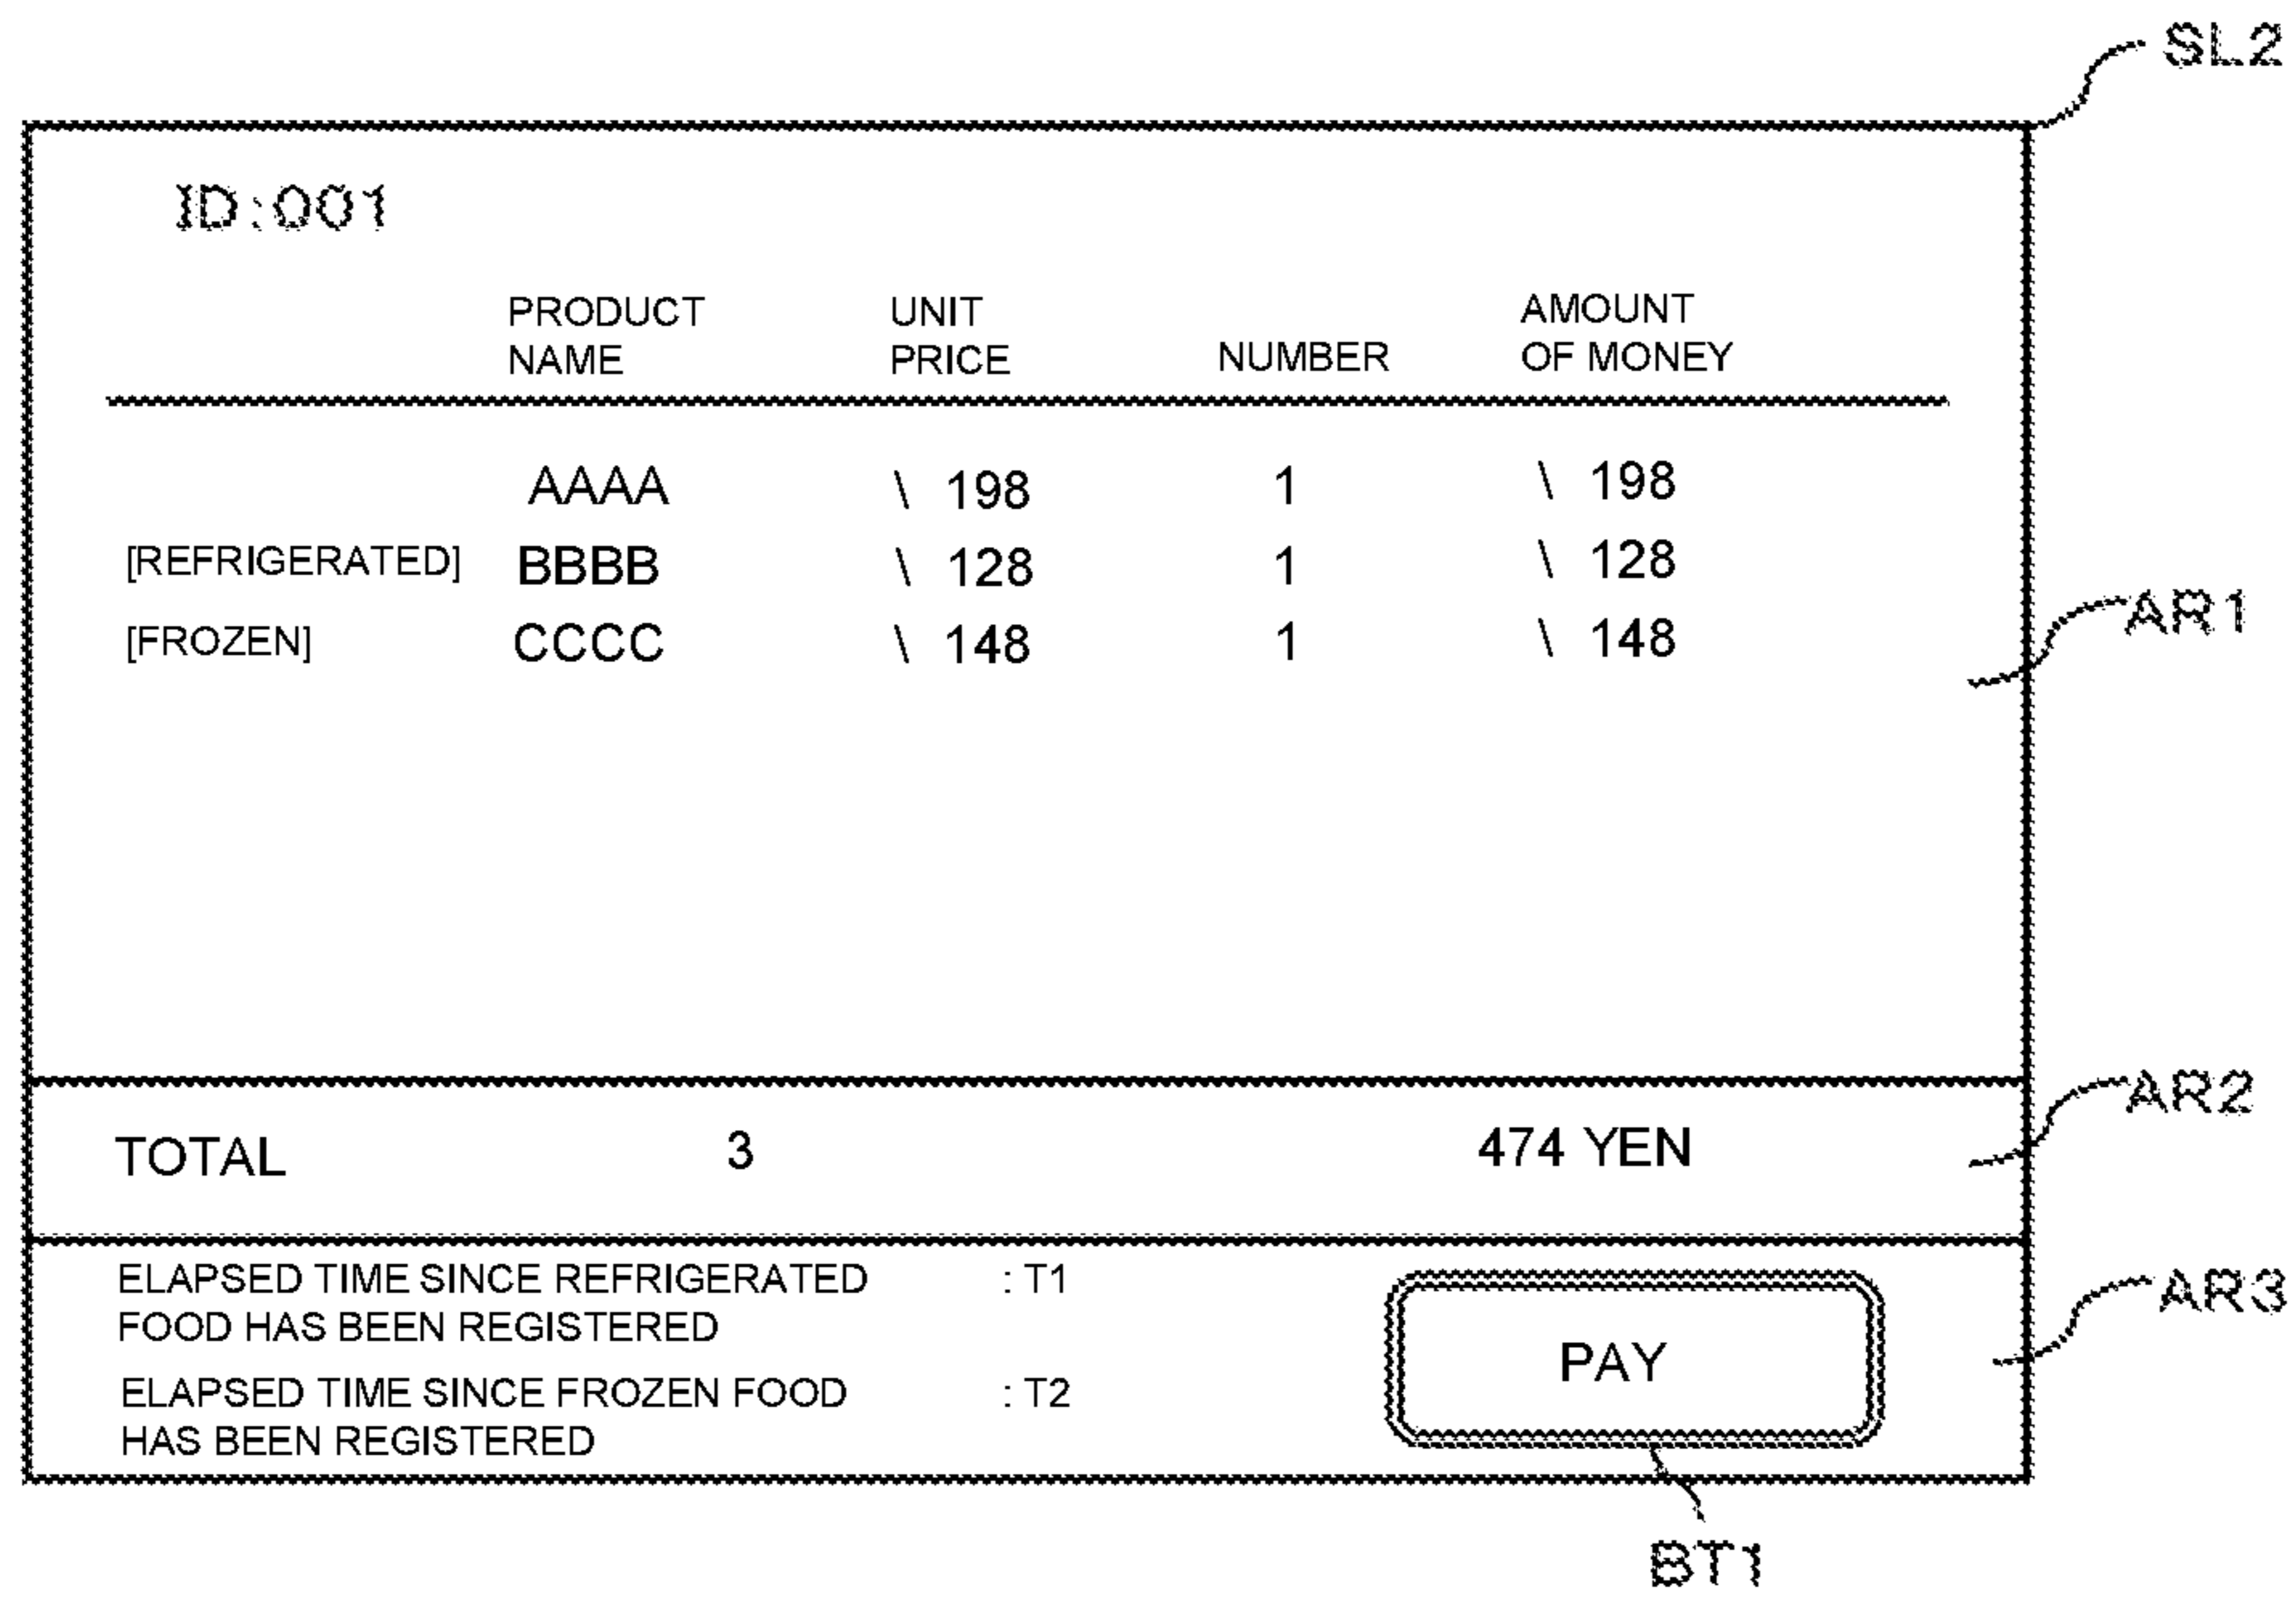 SL2
ID:001
PRODUCT NAME UNIT PRICE NUMBER AMOUNT OF MONEY
AAAA \ 198 1 \ 198
[REFRIGERATED] BBBB \ 128 1 \ 128
[FROZEN] CCCC \ 148 1 \ 148
AR1
TOTAL 3 474 YEN
AR2
ELAPSED TIME SINCE REFRIGERATED : T1
FOOD HAS BEEN REGISTERED
ELAPSED TIME SINCE FROZEN FOOD : T2
HAS BEEN REGISTERED
PAY
AR3
BT1